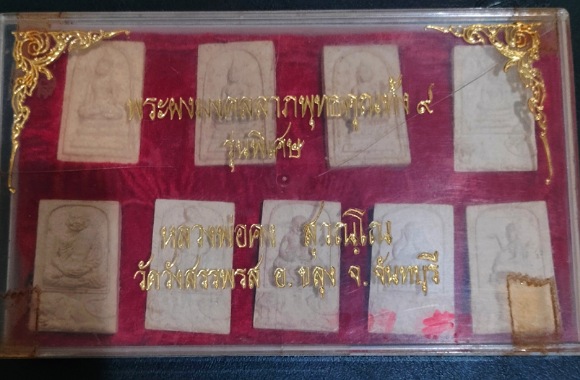 พระผงมงคลลาภพุทธคุณทั้ง ๙
รุ่นพิเศษ
หลวงพ่อคง สุวณฺโณ
วัดวังสรรพรส อ. ขลุง จ. จันทบุรี